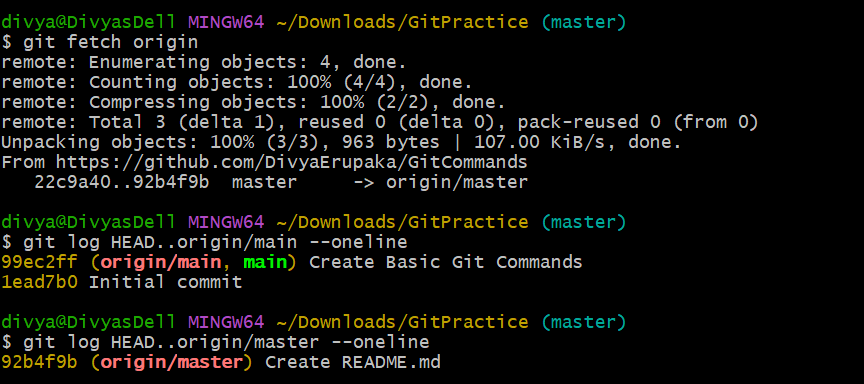 divya@DivyasDell MINGW64 ~/Downloads/GitPractice (master)
$ git fetch origin
remote: Enumerating objects: 4, done.
remote: Counting objects: 100% (4/4), done.
remote: Compressing objects: 100% (2/2), done.
remote: Total 3 (delta 1), reused 0 (delta 0), pack-reused 0 (from 0)
Unpacking objects: 100% (3/3), 963 bytes | 107.00 KiB/s, done.
From https://github.com/DivyaErupaka/GitCommands
   22c9a40..92b4f9b  master     -> origin/master
divya@DivyasDell MINGW64 ~/Downloads/GitPractice (master)
$ git log HEAD..origin/main --oneline
99ec2ff (origin/main, main) Create Basic Git Commands
1ead7b0 Initial commit
divya@DivyasDell MINGW64 ~/Downloads/GitPractice (master)
$ git log HEAD..origin/master --oneline
92b4f9b (origin/master) Create README.md